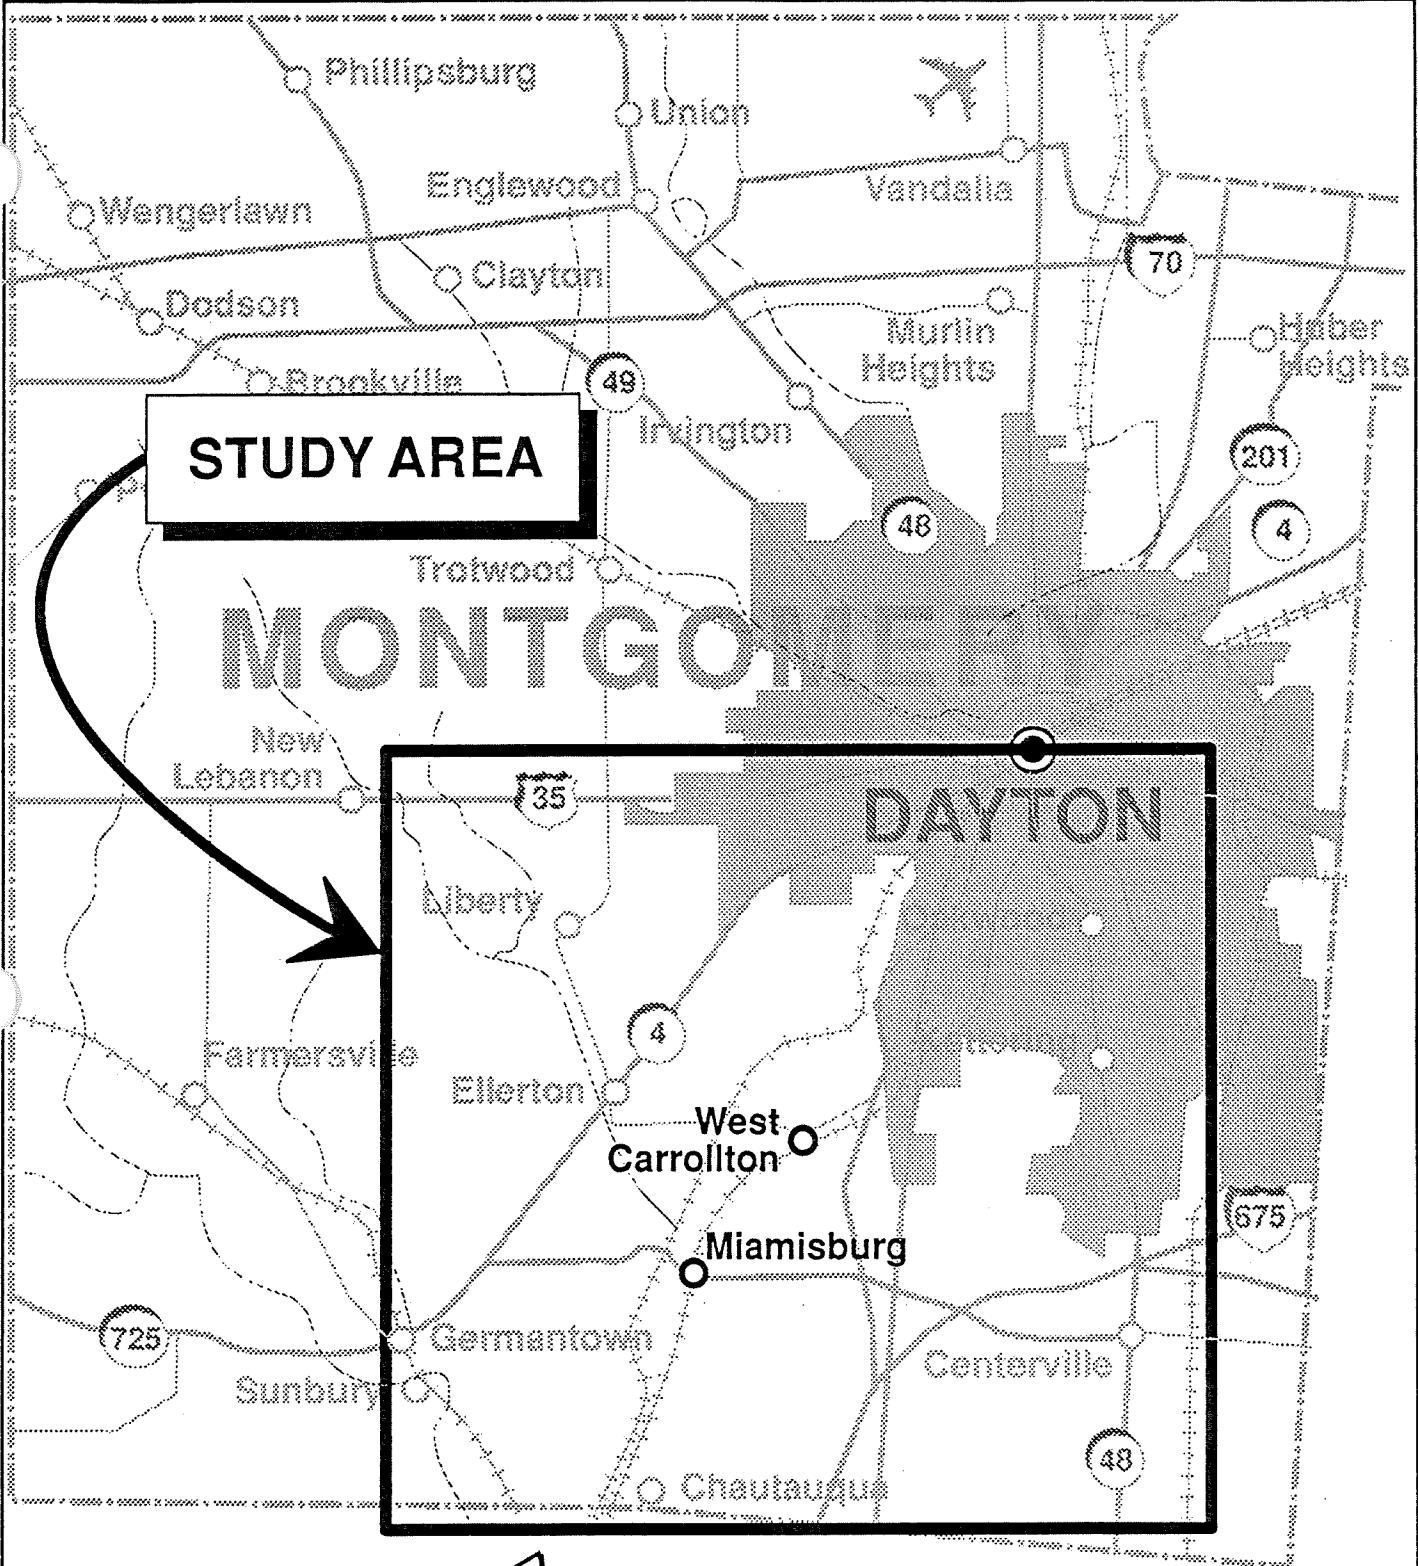 Phillipsburg
Union
Englewood
Vandalia
Wengerlawn
70
Clayton
Dodson
Murlin
Heights
Huber
Heights
Brookville
49
Irvington
STUDY AREA
201
48
4
Trotwood
MONTGOMERY
New
Lebanon
35
DAYTON
Liberty
4
Farmersville
Ellerton
West
Carrollton
675
Miamisburg
725
Germantown
Centerville
Sunbury
48
Chautauqua